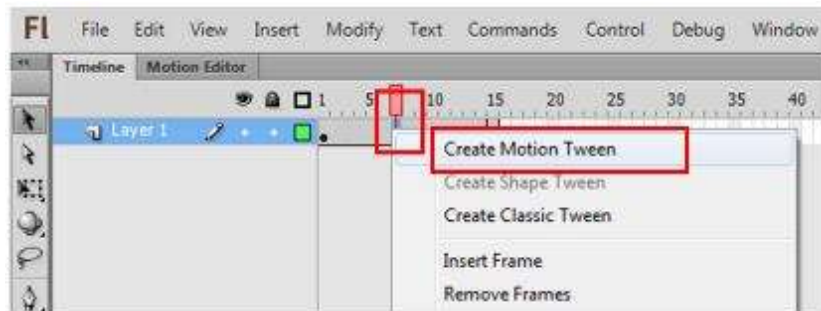 Fl File Edit View Insert Modify Text Commands Control Debug Window
Timeline Motion Editor
1 5 10 15 20 25 30 35 40
Layer 1
Create Motion Tween
Create Shape Tween
Create Classic Tween
Insert Frame
Remove Frames